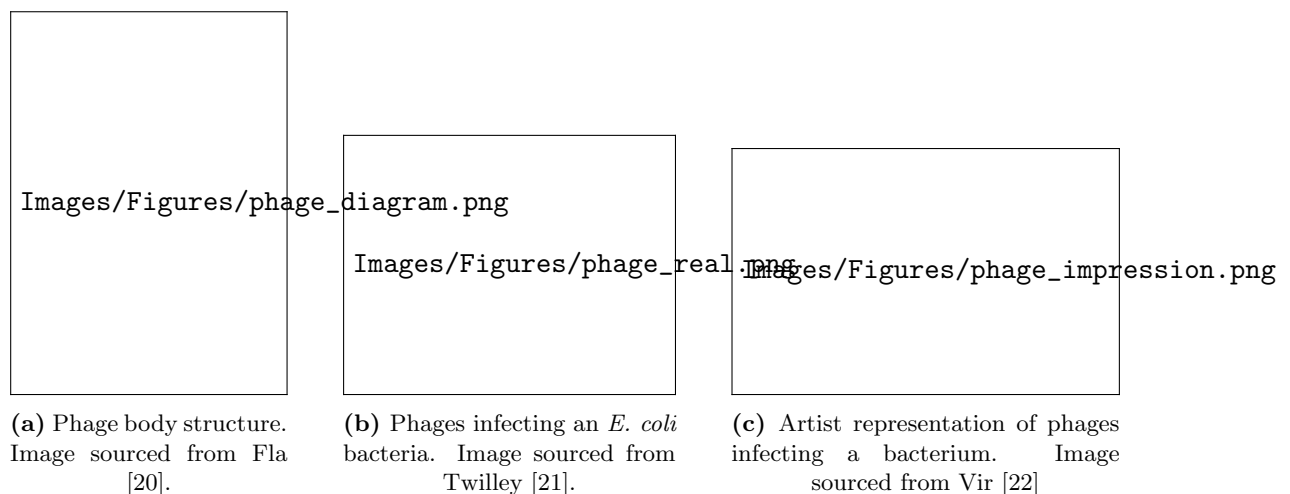 Images/Figures/phage_diagram.png
Images/Figures/phage_real.png
Images/Figures/phage_impression.png
(a) Phage body structure.
Image sourced from Fla
[20].
(b) Phages infecting an E. coli
bacteria. Image sourced from
Twilley [21].
(c) Artist representation of phages
infecting a bacterium. Image
sourced from Vir [22]